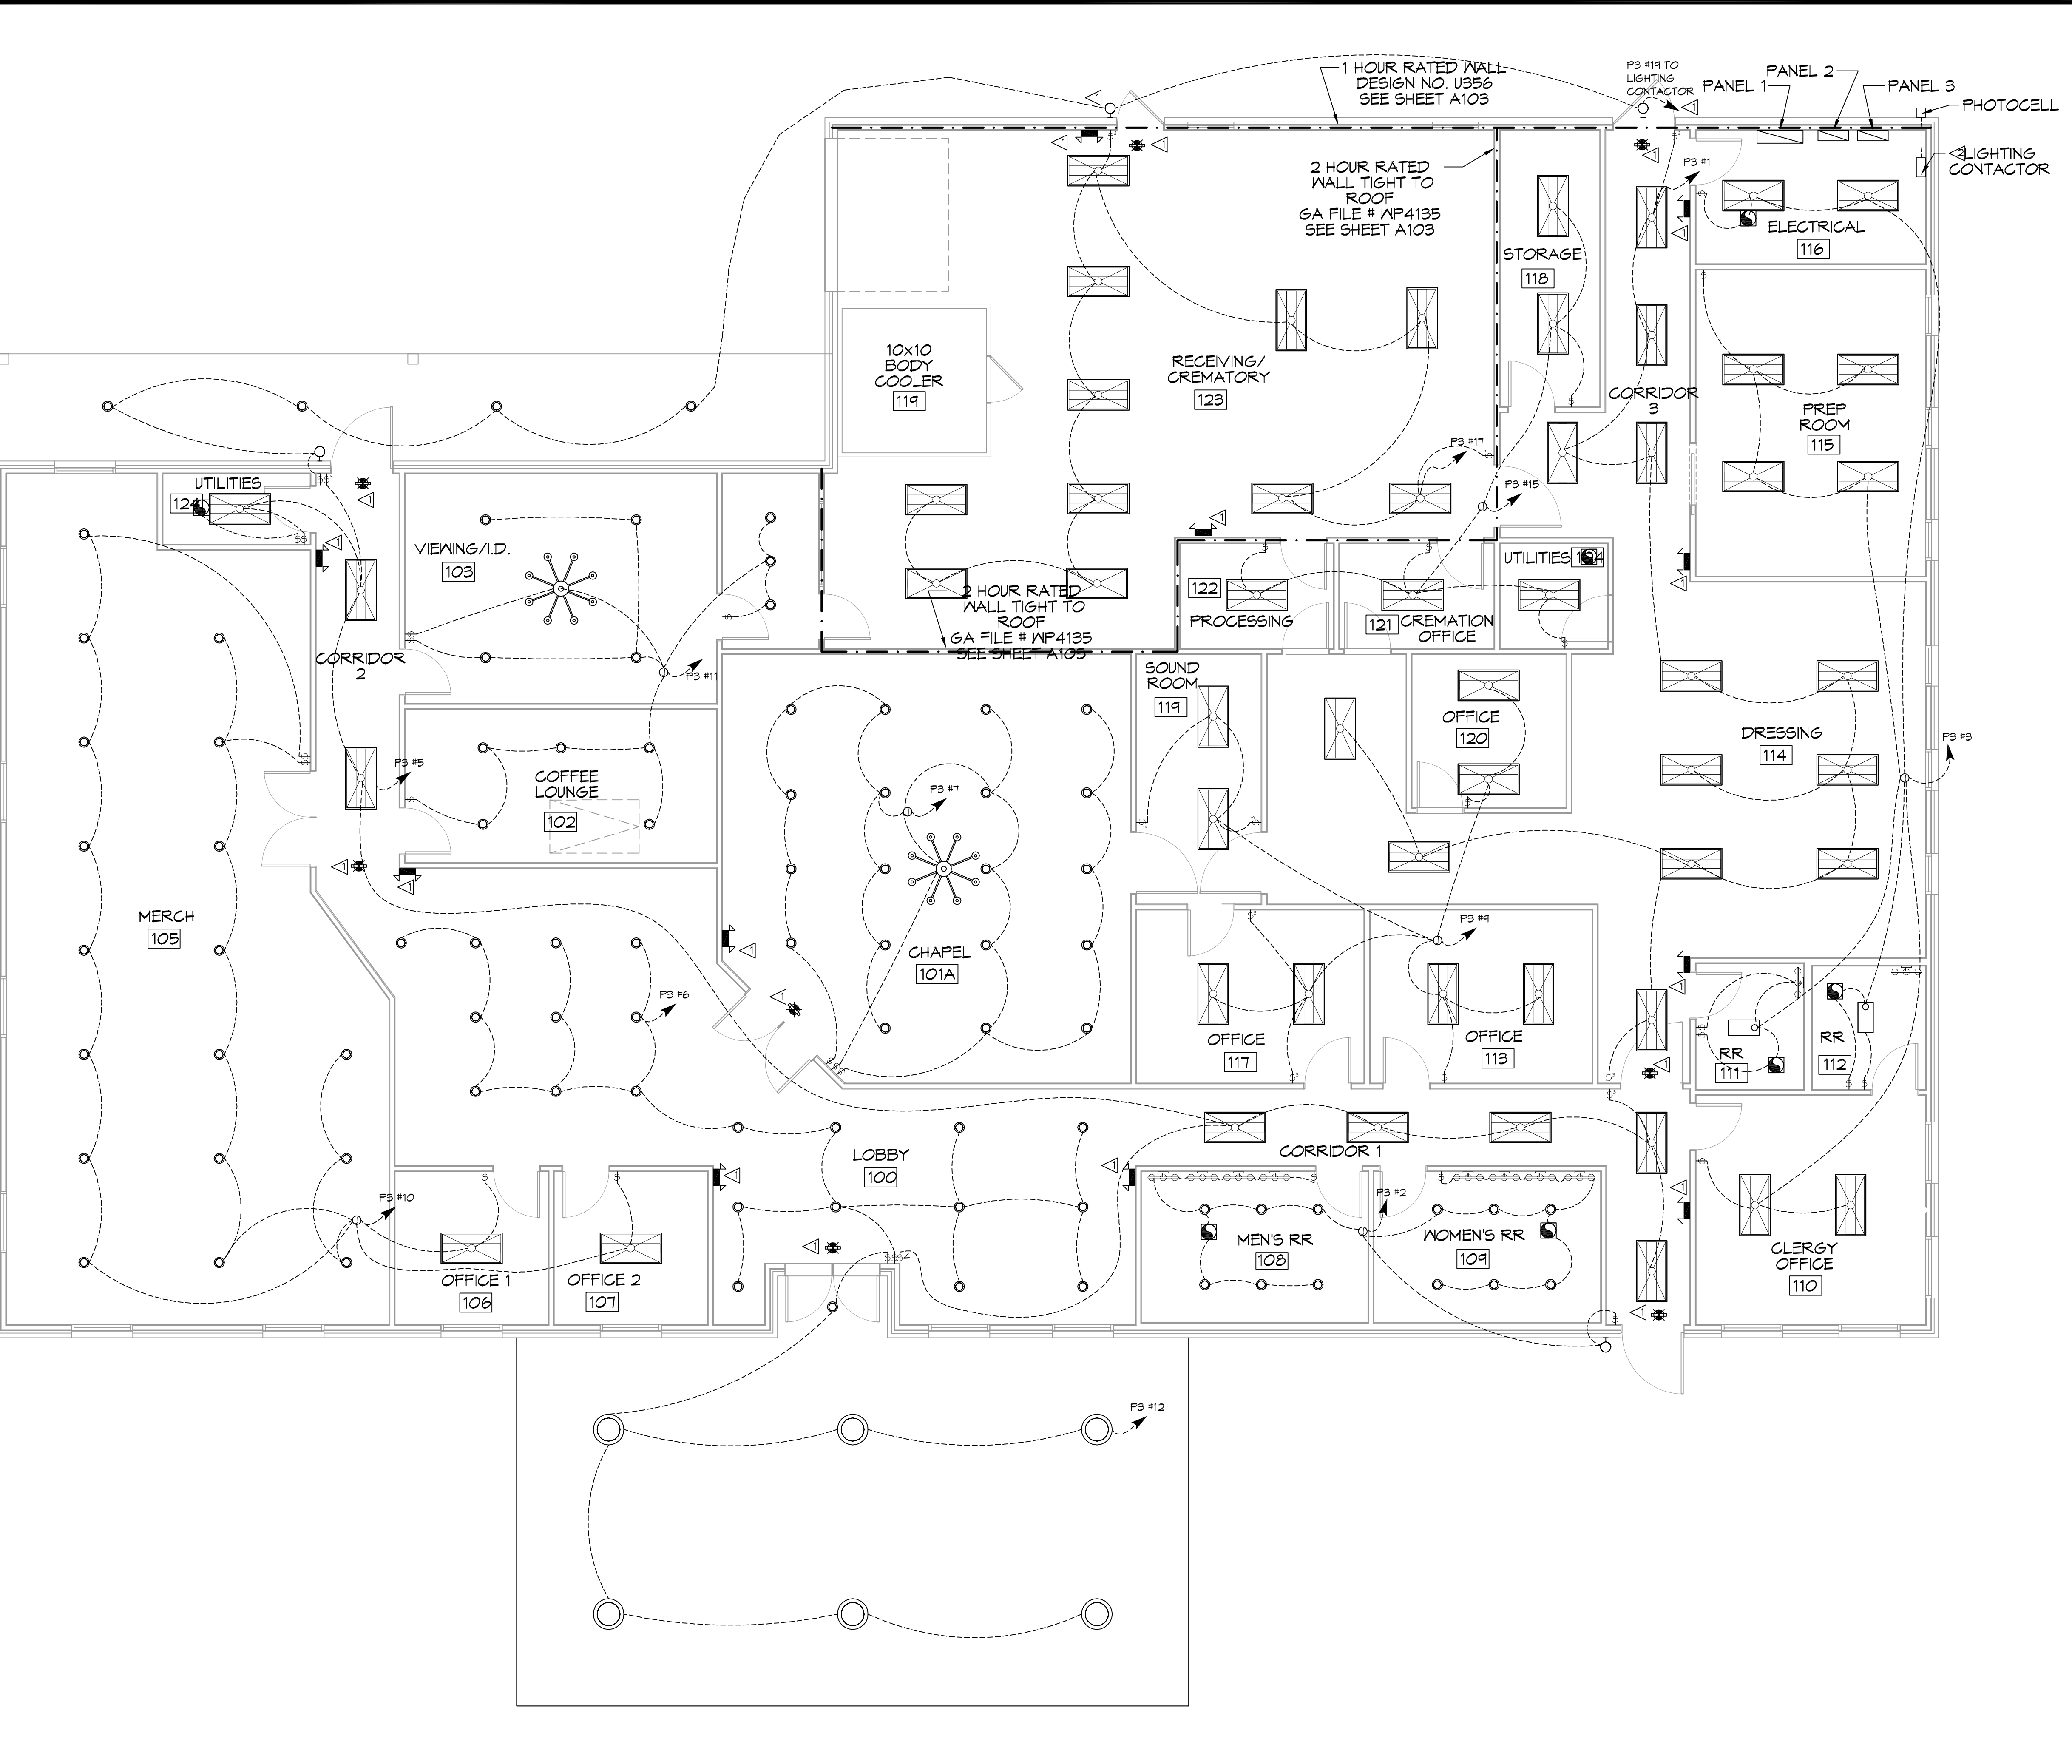 1 HOUR RATED WALL
DESIGN NO. U356
SEE SHEET A103
P3 #19 TO
LIGHTING
CONTACTOR
PANEL 1
PANEL 2
PANEL 3
PHOTOCELL
LIGHTING
CONTACTOR
2 HOUR RATED
WALL TIGHT TO
ROOF
GA FILE # WP4135
SEE SHEET A103
P3 #1
ELECTRICAL
116
STORAGE
118
10x10
BODY
COOLER
119
RECEIVING/
CREMATORY
123
CORRIDOR
3
PREP
ROOM
115
P3 #17
P3 #15
UTILITIES
124
VIEWING/I.D.
103
UTILITIES
122
PROCESSING
121
CREMATION
OFFICE
2 HOUR RATED
WALL TIGHT TO
ROOF
GA FILE # WP4135
SEE SHEET A103
CORRIDOR
2
P3 #11
SOUND
ROOM
119
OFFICE
120
DRESSING
114
P3 #3
P3 #5
COFFEE
LOUNGE
102
P3 #7
MERCH
105
CHAPEL
101A
P3 #9
P3 #6
OFFICE
117
OFFICE
113
RR
111
RR
112
LOBBY
100
CORRIDOR 1
P3 #10
P3 #2
MEN'S RR
108
WOMEN'S RR
109
CLERGY
OFFICE
110
OFFICE 1
106
OFFICE 2
107
P3 #12